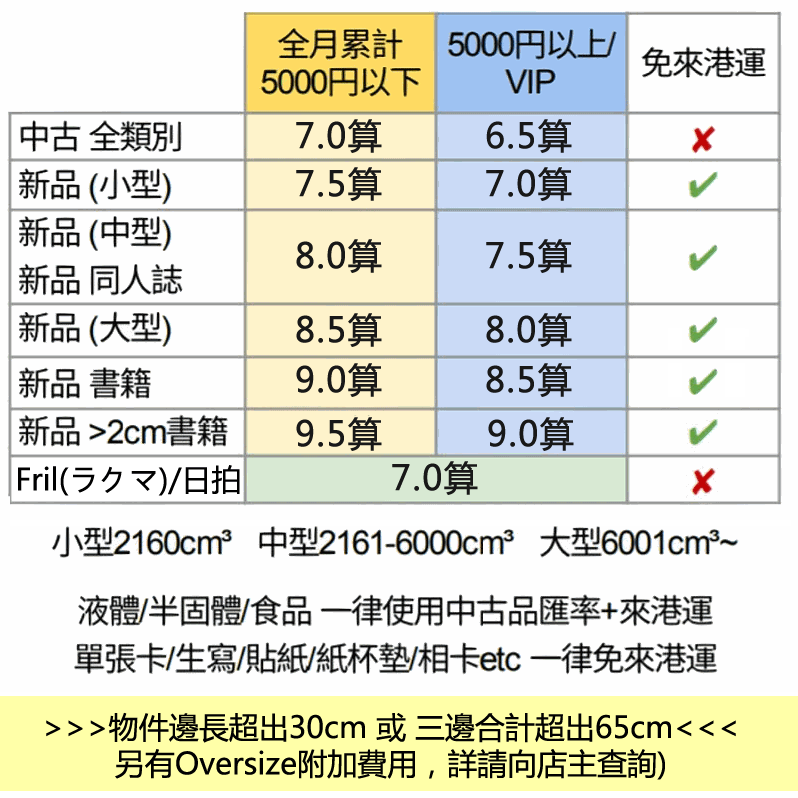 全月累計
5000円以下
5000円以上/
VIP
免來港運
中古 全類別 7.0算 6.5算 ✘
新品 (小型) 7.5算 7.0算 ✔
新品 (中型)
新品 同人誌
8.0算 7.5算 ✔
新品 (大型) 8.5算 8.0算 ✔
新品 書籍 9.0算 8.5算 ✔
新品 >2cm書籍 9.5算 9.0算 ✔
Fril(ラクマ)/日拍 7.0算 ✘
小型2160cm³ 中型2161-6000cm³ 大型6001cm³~
液體/半固體/食品 一律使用中古品匯率+來港運
單張卡/生寫/貼紙/紙杯墊/相卡etc 一律免來港運
>>>物件邊長超出30cm 或 三邊合計超出65cm<<<
另有Oversize附加費用，詳請向店主查詢)